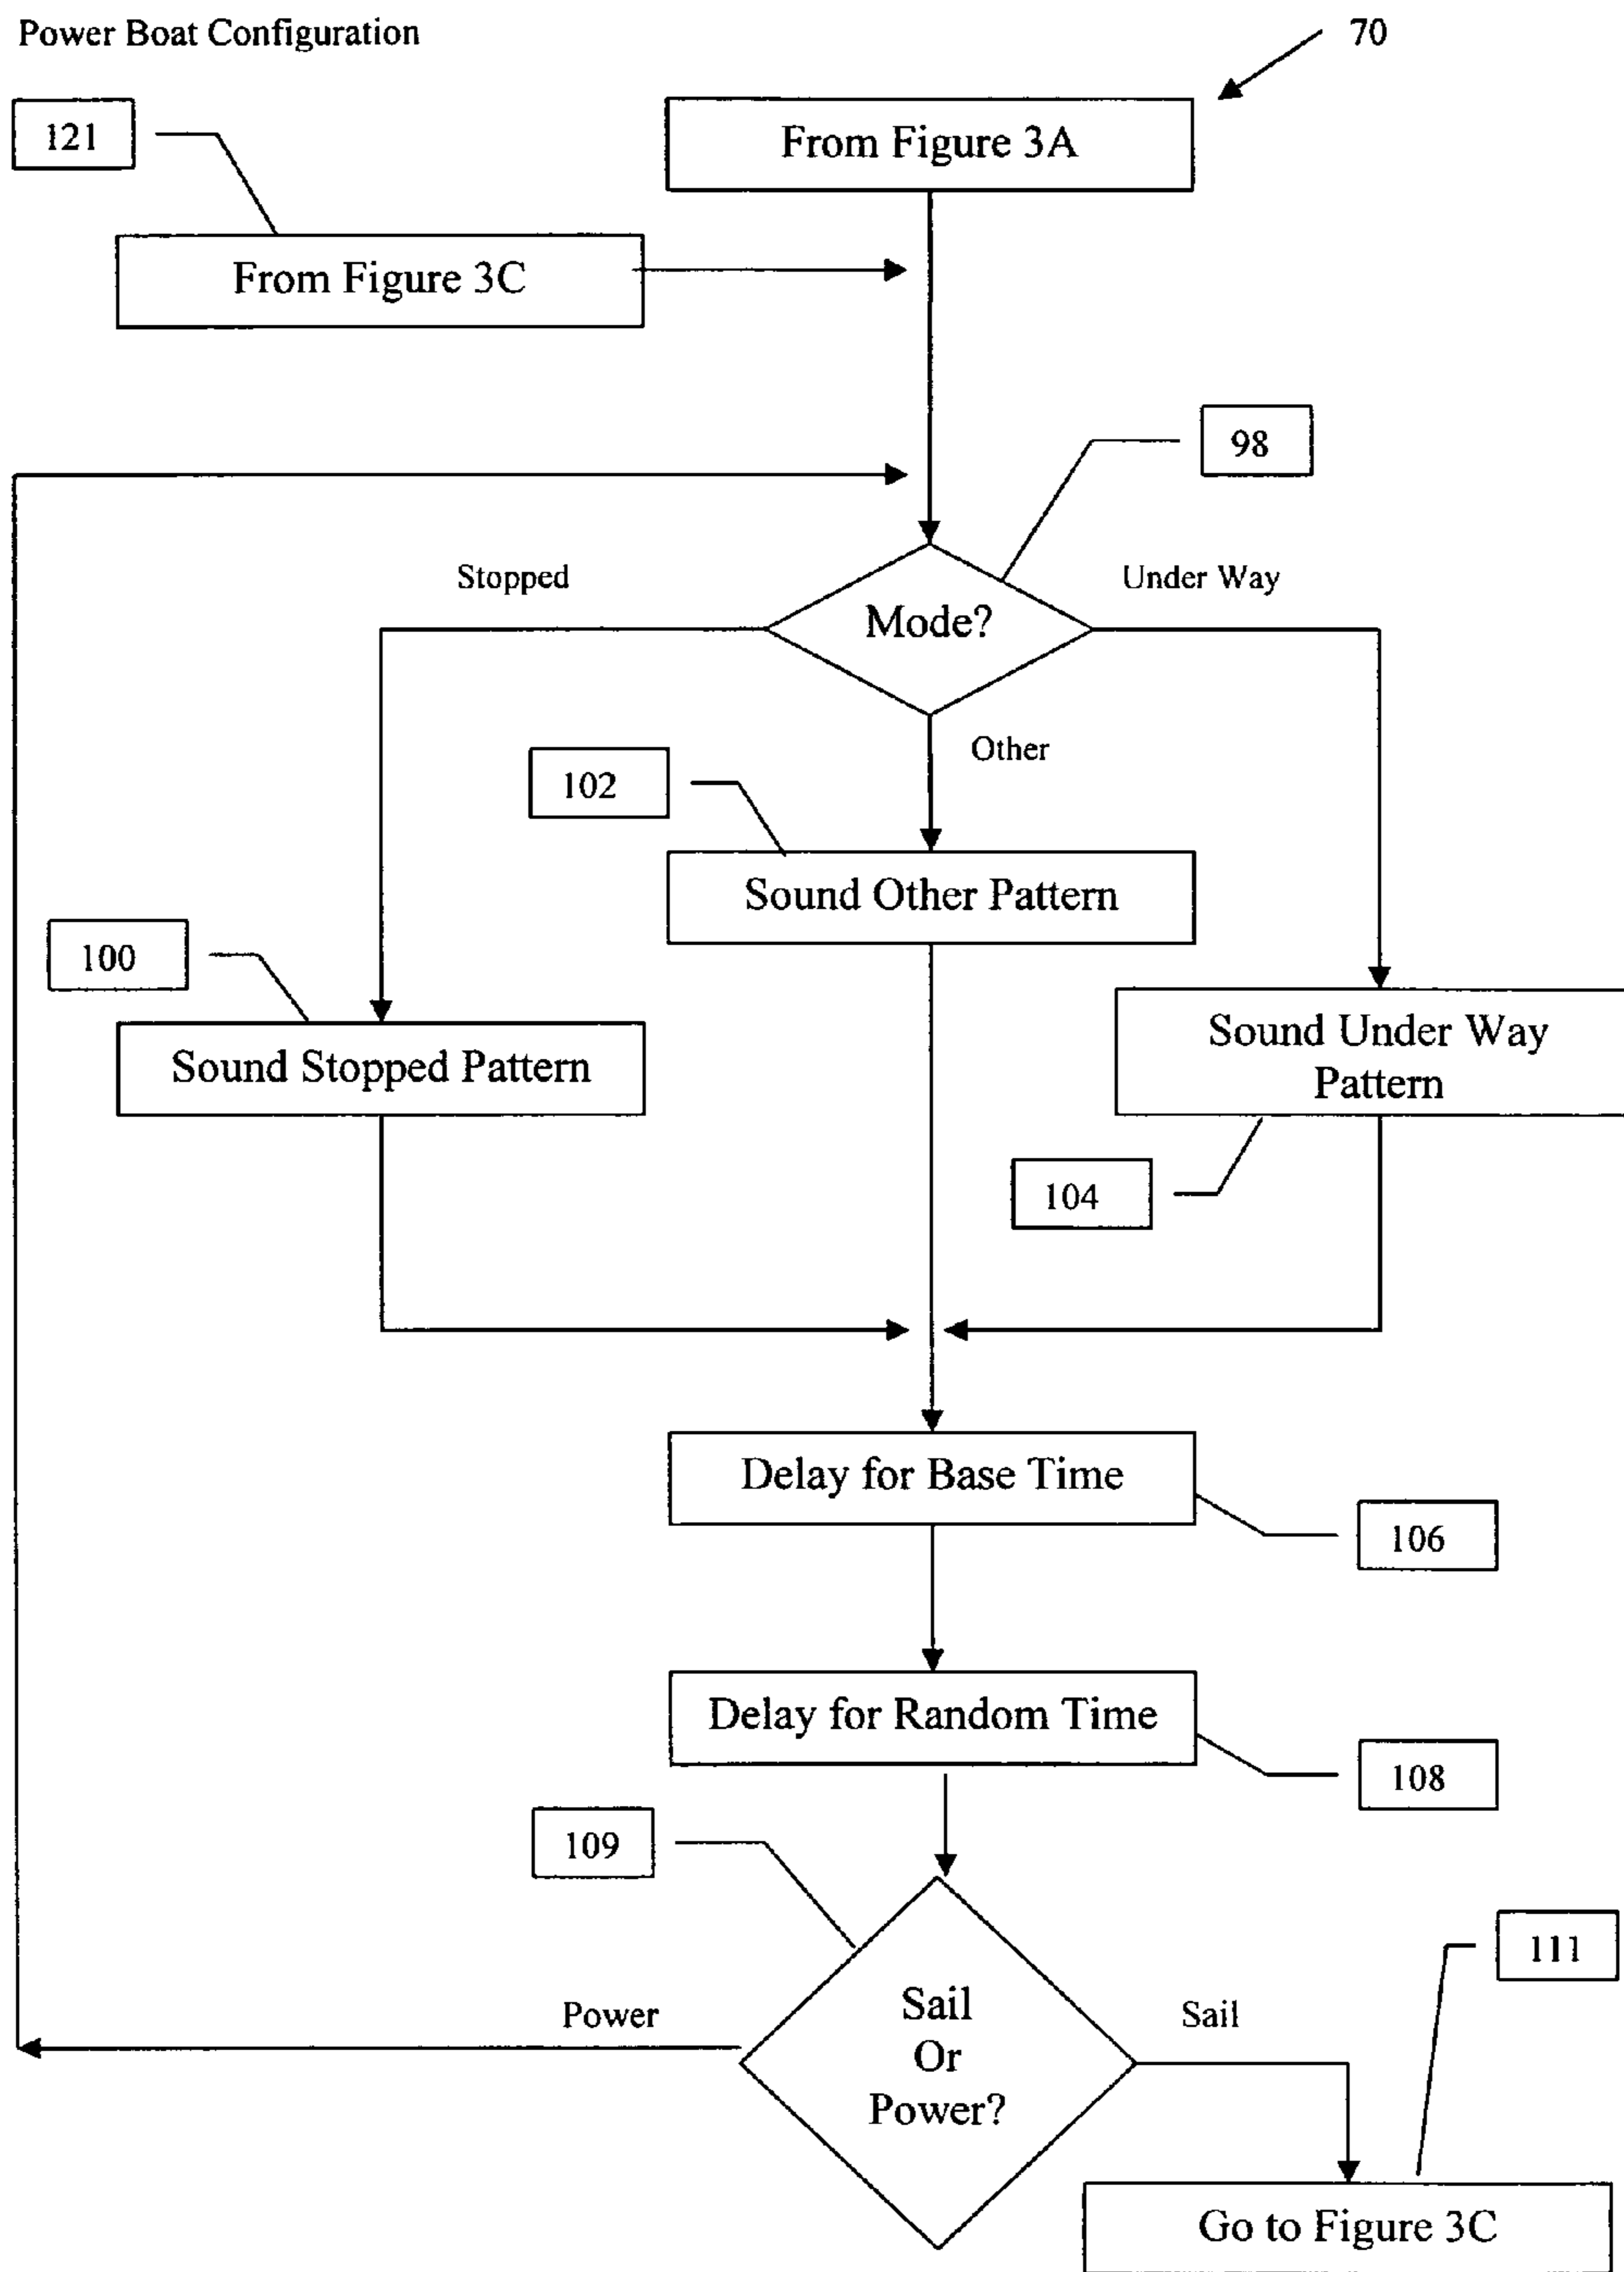 Power Boat Configuration
70
121
From Figure 3A
From Figure 3C
98
Stopped
Under Way
Mode?
Other
102
Sound Other Pattern
100
Sound Under Way
Pattern
Sound Stopped Pattern
104
Delay for Base Time
106
Delay for Random Time
108
109
111
Sail
Or
Power?
Power
Sail
Go to Figure 3C